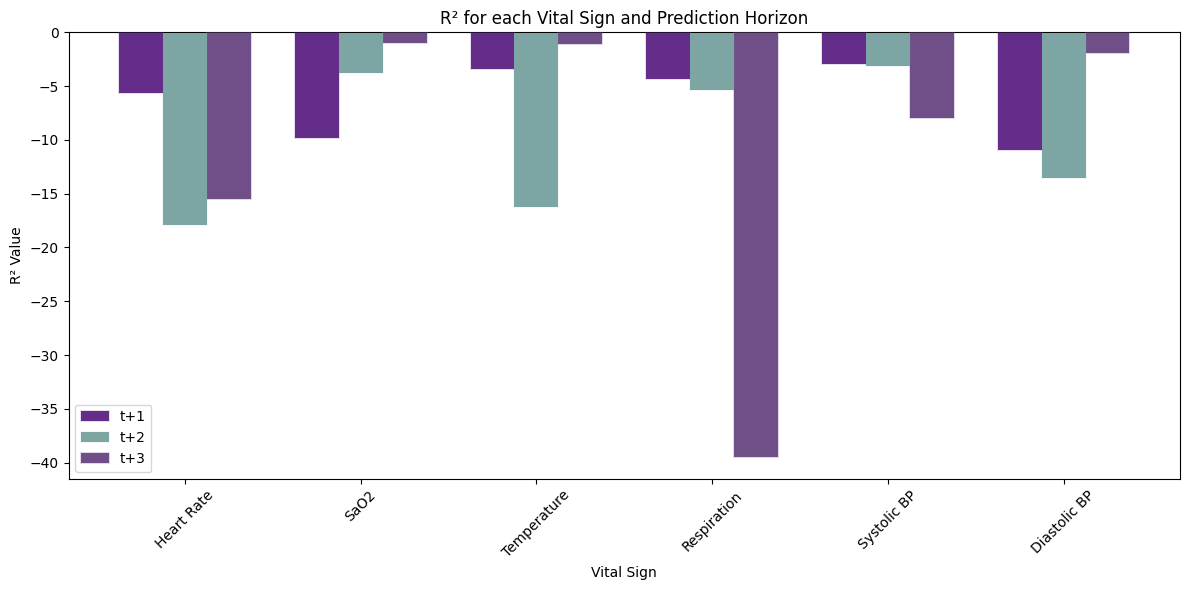 R² for each Vital Sign and Prediction Horizon
R² Value
0
−5
−10
−15
−20
−25
−30
−35
−40
t+1
t+2
t+3
Heart Rate
SaO2
Temperature
Respiration
Systolic BP
Diastolic BP
Vital Sign